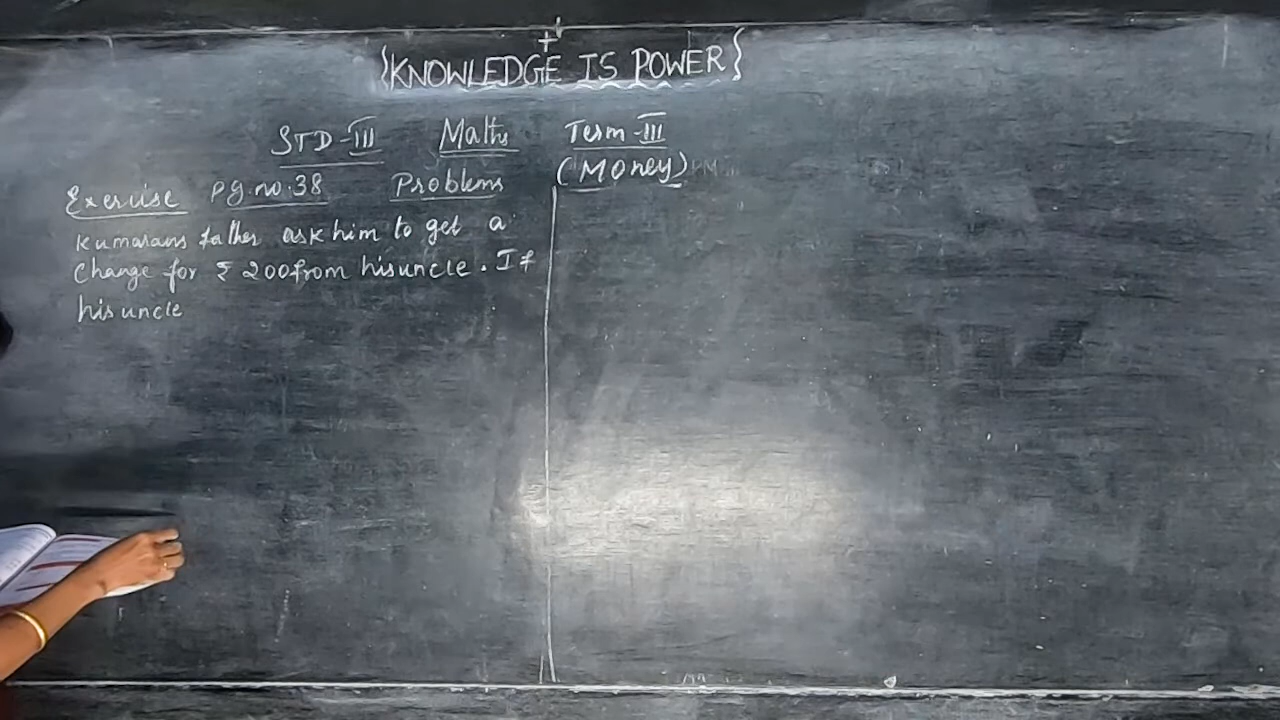 {KNOWLEDGE IS POWER}
STD-III Maths Term-III
(Money)
Exercise Pg.no.38 Problems
Kumarans father ask him to get a
Change for ₹ 200 from his uncle. If
his uncle